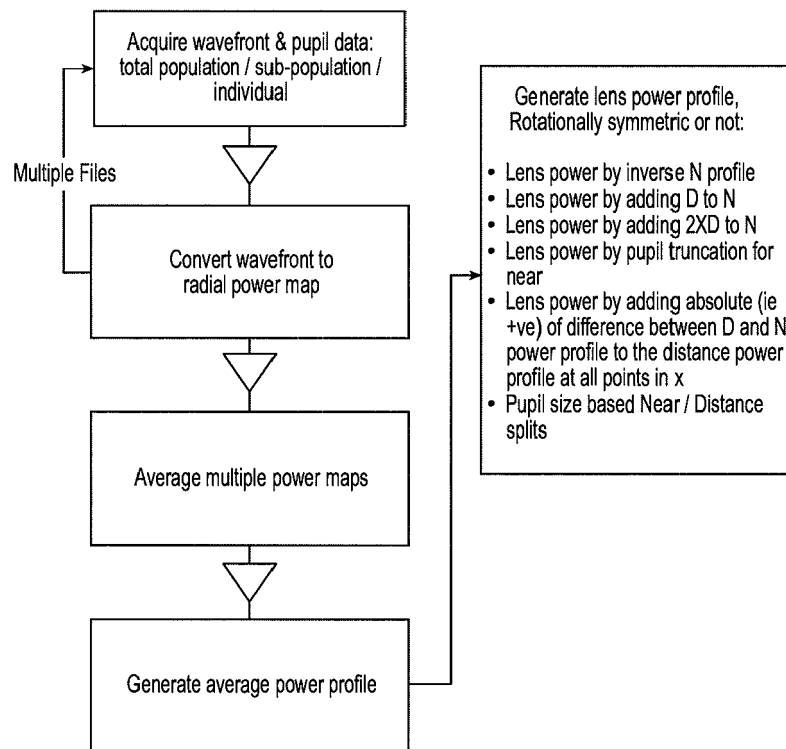 Acquire wavefront & pupil data:
total population / sub-population /
individual
Multiple Files
Convert wavefront to
radial power map
Average multiple power maps
Generate average power profile
Generate lens power profile,
Rotationally symmetric or not:
• Lens power by inverse N profile
• Lens power by adding D to N
• Lens power by adding 2XD to N
• Lens power by pupil truncation for
near
• Lens power by adding absolute (ie
+ve) of difference between D and N
power profile to the distance power
profile at all points in x
• Pupil size based Near / Distance
splits